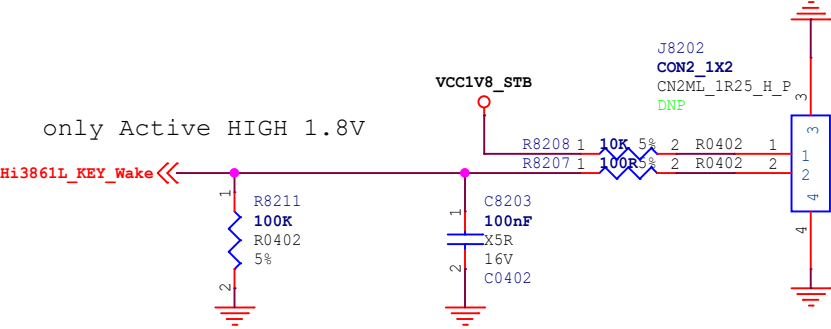 J8202
CON2_1X2
CN2ML_1R25_H_P
DNP
3
VCC1V8_STB
only Active HIGH 1.8V
R8208 1 10K 5% 2 R0402 1
R8207 1 100R 5% 2 R0402 2
3
1
2
4
4
Hi3861L_KEY_Wake
1
R8211
100K
R0402
5%
2
1
C8203
100nF
X5R
16V
C0402
2